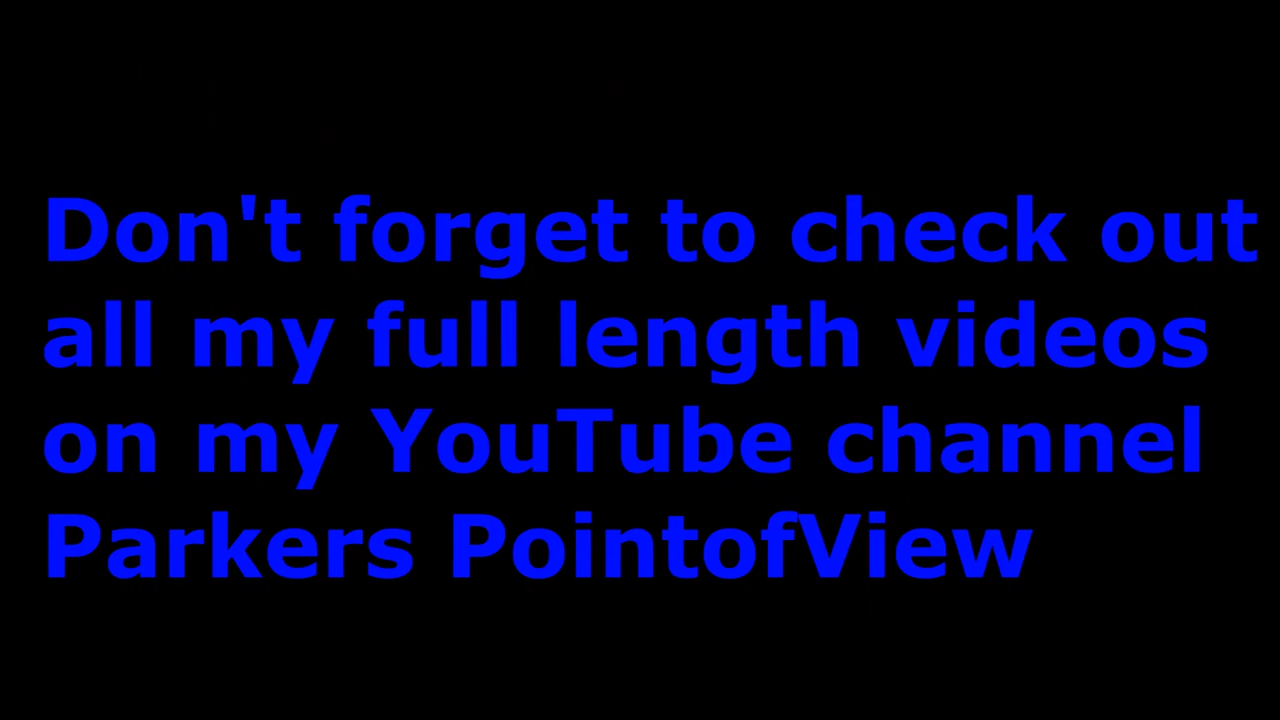 Don't forget to check out
all my full length videos
on my YouTube channel
Parkers PointofView